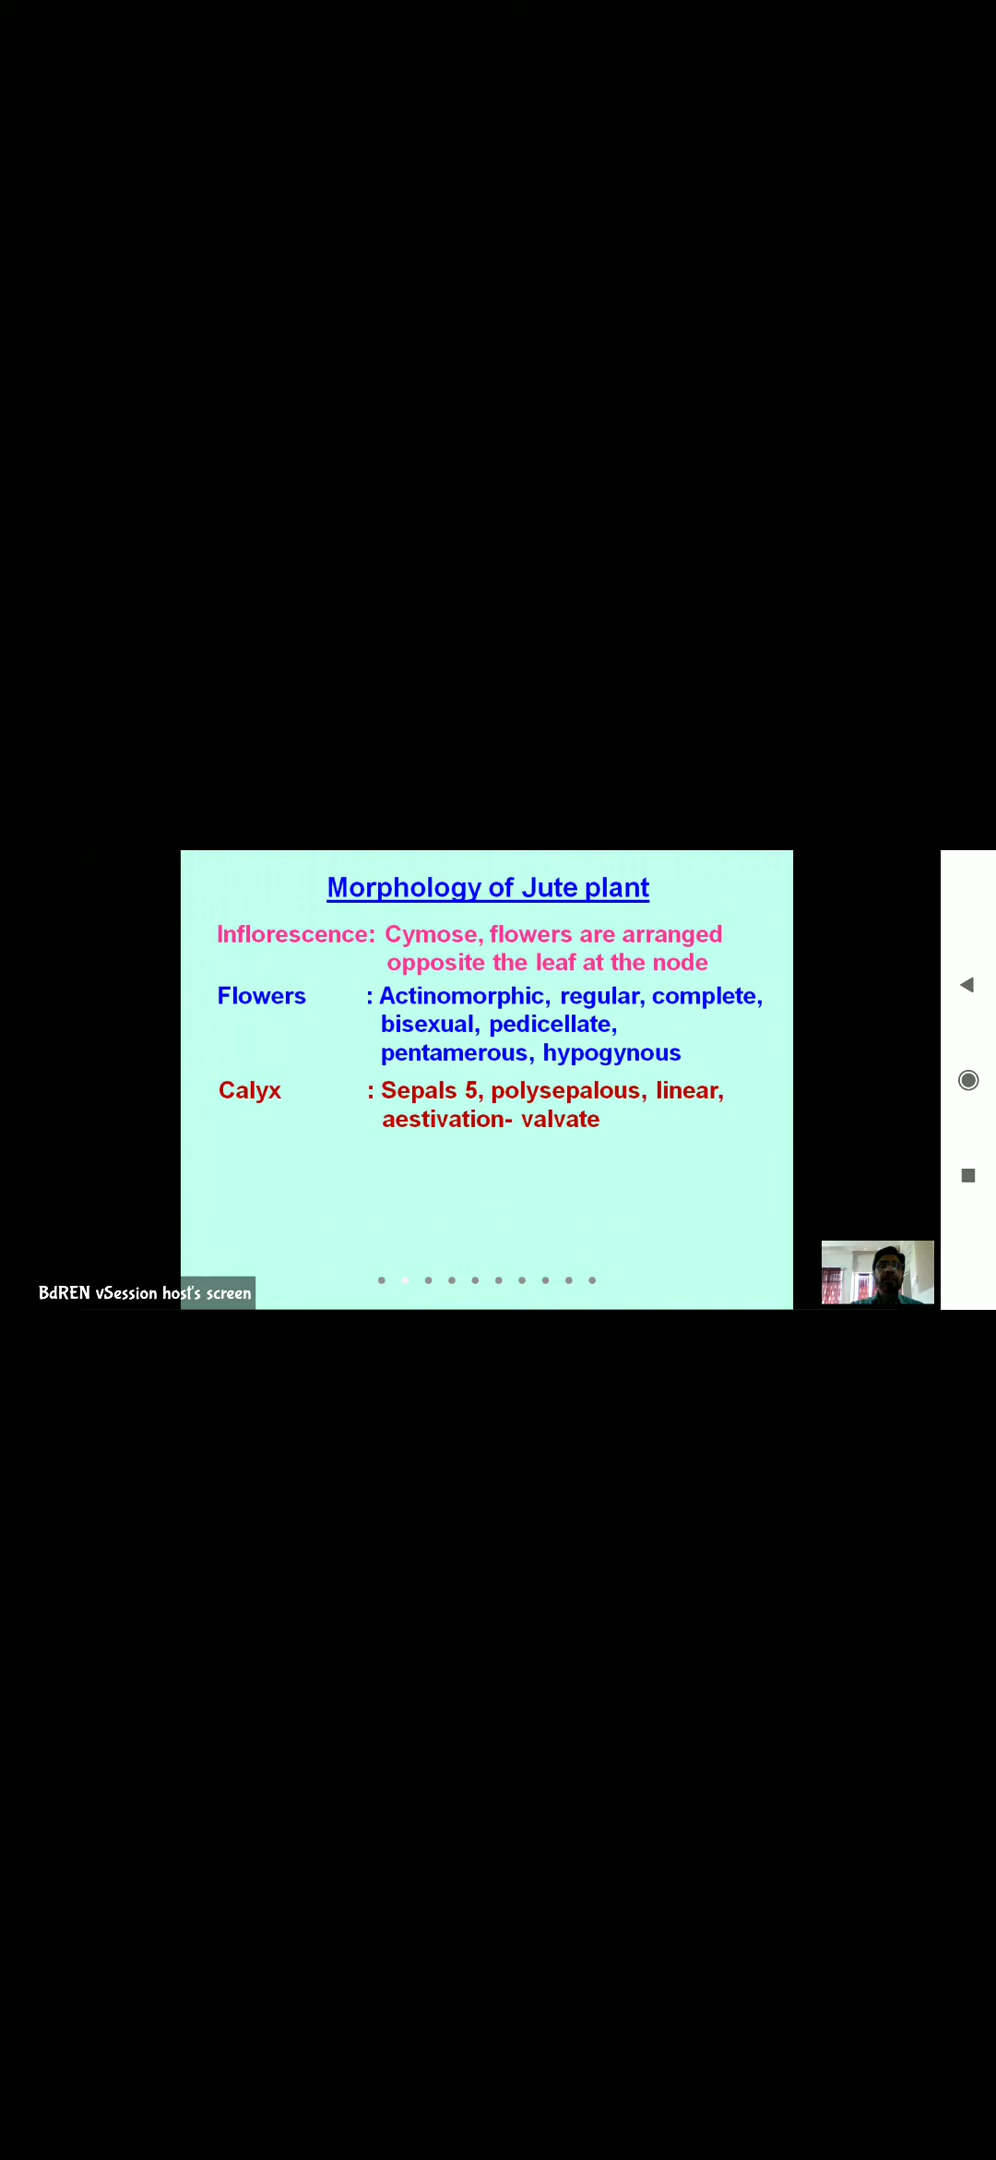 Morphology of Jute plant
Inflorescence: Cymose, flowers are arranged
opposite the leaf at the node
Flowers : Actinomorphic, regular, complete,
bisexual, pedicellate,
pentamerous, hypogynous
Calyx : Sepals 5, polysepalous, linear,
aestivation- valvate
BdREN vSession host's screen